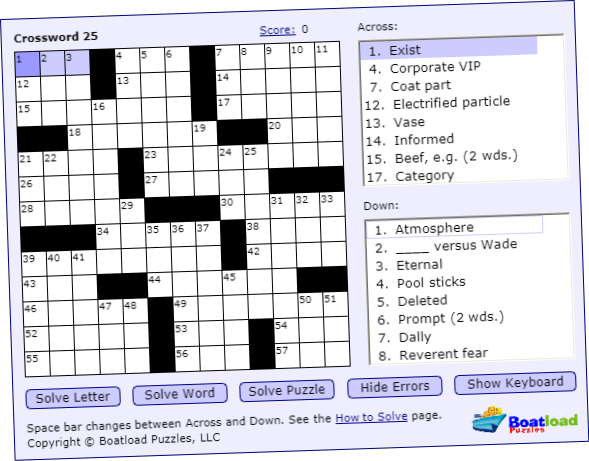 Crossword 25
Score: 0
1 2 3 4 5 6 7 8 9 10 11
12 13 14
15 16 17
18 19 20
21 22 23 24 25
26 27
28 29 30 31 32 33
34 35 36 37 38
39 40 41 42
43 44 45
46 47 48 49 50 51
52 53 54
55 56 57
Across:
1. Exist
4. Corporate VIP
7. Coat part
12. Electrified particle
13. Vase
14. Informed
15. Beef, e.g. (2 wds.)
17. Category
Down:
1. Atmosphere
2. ____ versus Wade
3. Eternal
4. Pool sticks
5. Deleted
6. Prompt (2 wds.)
7. Dally
8. Reverent fear
Solve Letter Solve Word Solve Puzzle Hide Errors Show Keyboard
Space bar changes between Across and Down. See the How to Solve page.
Copyright © Boatload Puzzles, LLC
Boatload
Puzzles